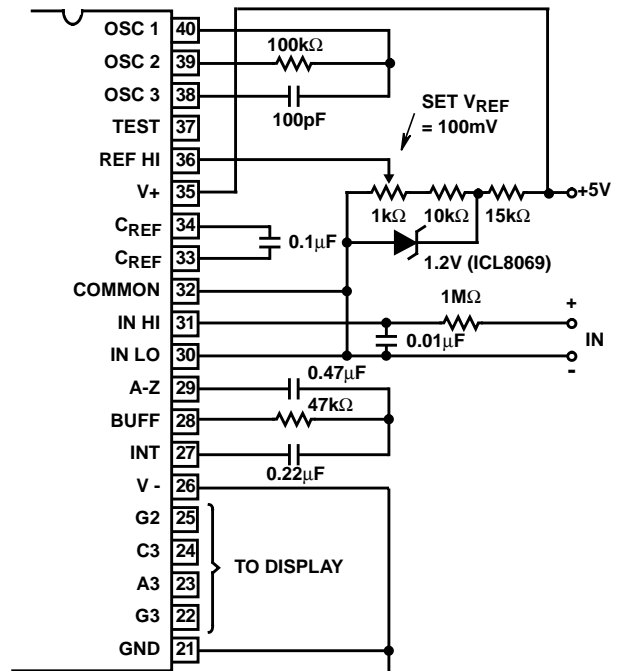 OSC 1 40
100kΩ
OSC 2 39
OSC 3 38
100pF
SET VREF
= 100mV
TEST 37
REF HI 36
V+ 35
+5V
1kΩ 10kΩ 15kΩ
CREF 34
0.1μF
1.2V (ICL8069)
CREF 33
COMMON 32
1MΩ
+
IN HI 31
0.01μF
IN
IN LO 30
-
0.47μF
A-Z 29
47kΩ
BUFF 28
INT 27
0.22μF
V - 26
G2 25
C3 24
TO DISPLAY
A3 23
G3 22
GND 21